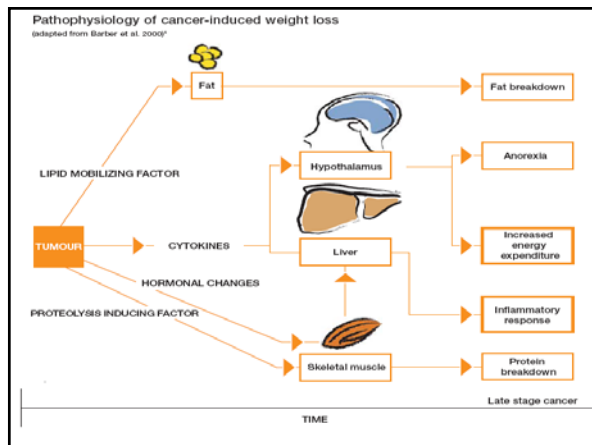 Pathophysiology of cancer-induced weight loss
(adapted from Barber et al. 2000)*
Fat
Fat breakdown
Hypothalamus
Anorexia
LIPID MOBILIZING FACTOR
TUMOUR
CYTOKINES
Liver
Increased
energy
expenditure
HORMONAL CHANGES
PROTEOLYSIS INDUCING FACTOR
Inflammatory
response
Skeletal muscle
Protein
breakdown
Late stage cancer
TIME